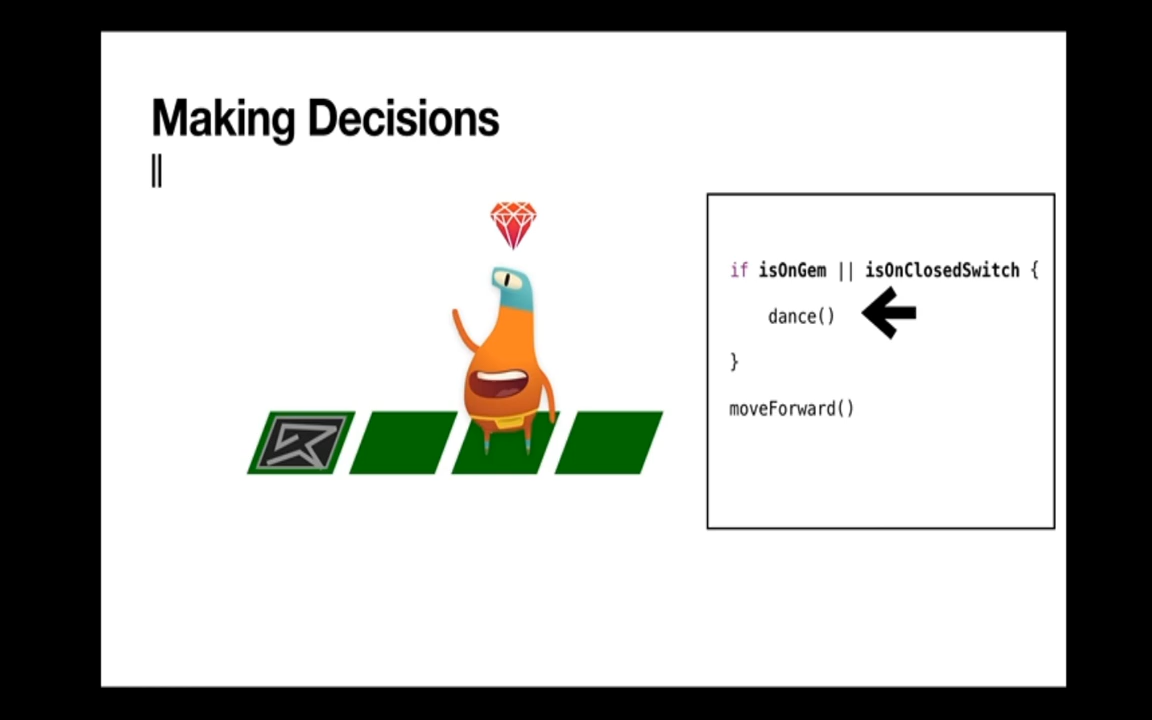 Making Decisions
||
if isOnGem || isOnClosedSwitch {
dance()
}
moveForward()